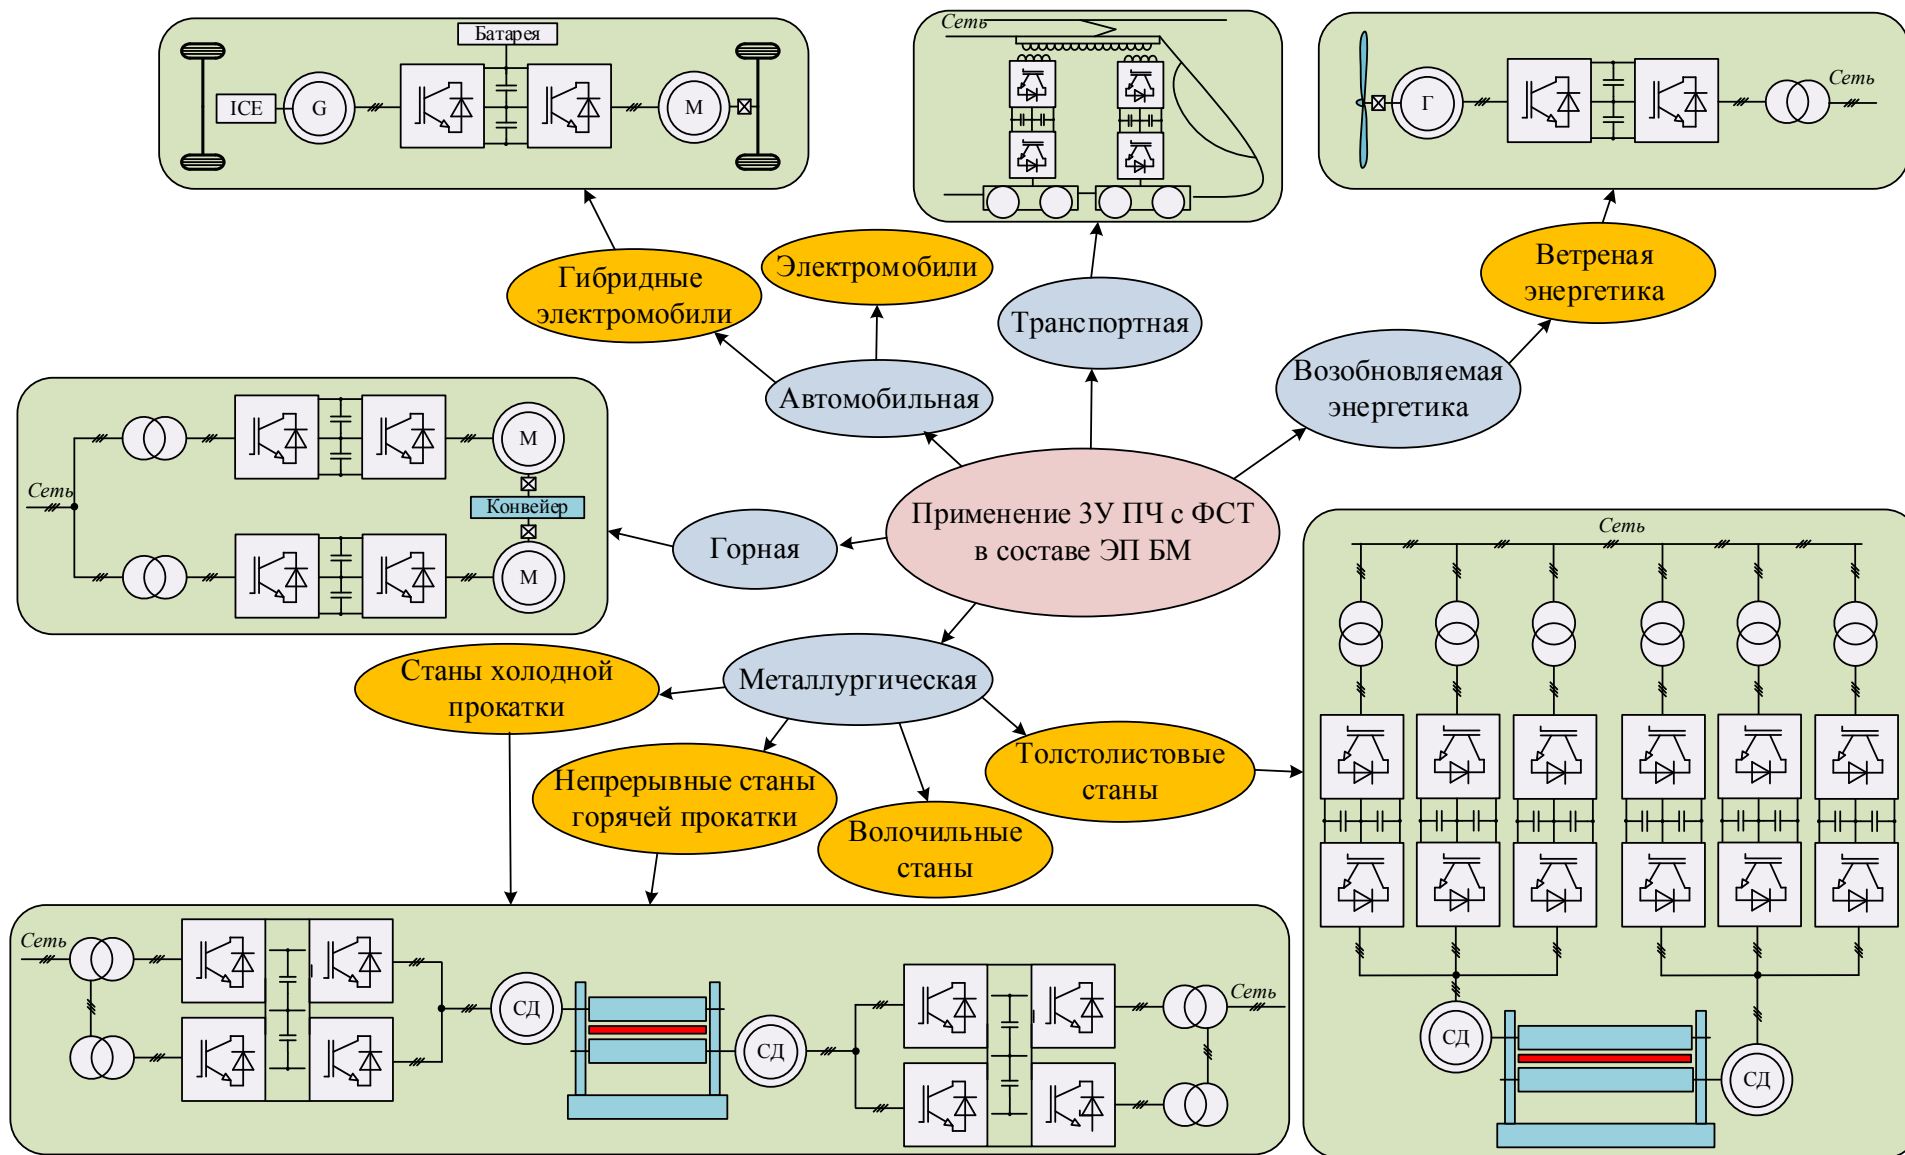 Батарея
ICE
G
M
Сеть
Г
Сеть
Гибридные
электромобили
Электромобили
Транспортная
Ветреная
энергетика
Автомобильная
Возобновляемая
энергетика
M
Сеть
Конвейер
M
Горная
Применение 3У ПЧ с ФСТ
в составе ЭП БМ
Сеть
Станы холодной
прокатки
Металлургическая
Непрерывные станы
горячей прокатки
Волочильные
станы
Толстолистовые
станы
Сеть
СД
СД
Сеть
СД
СД